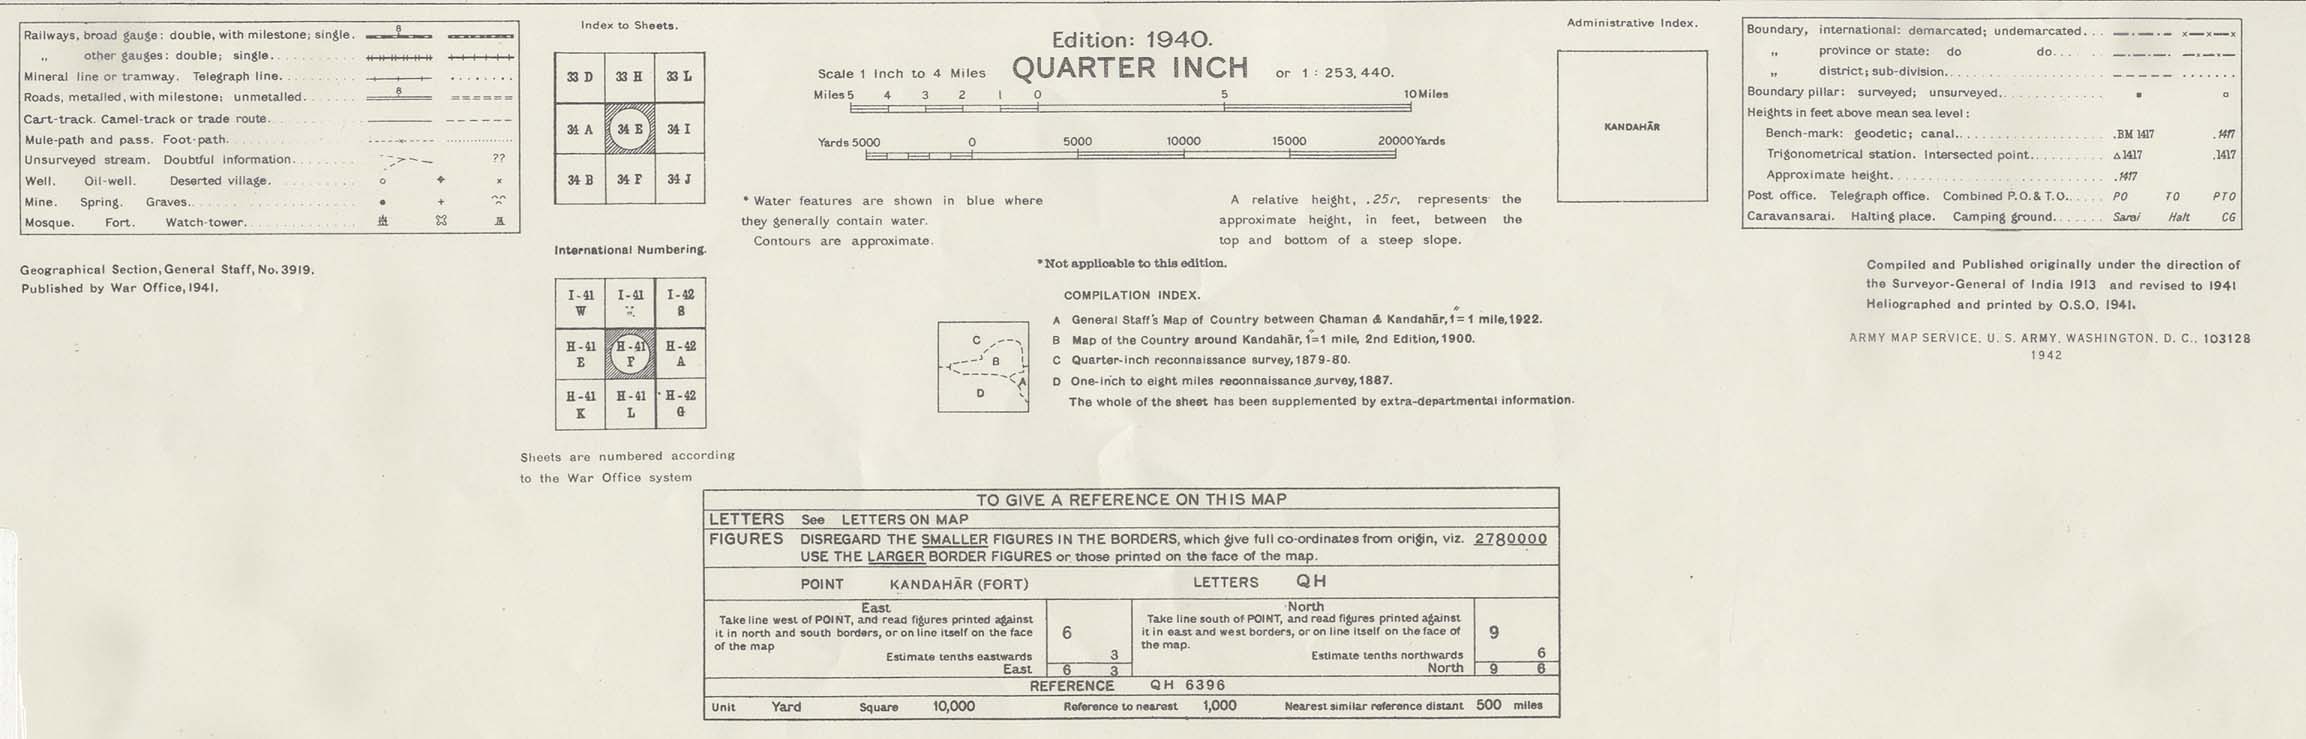 Railways, broad gauge: double, with milestone; single. 8
„ other gauges: double; single
Mineral line or tramway. Telegraph line
Roads, metalled, with milestone; unmetalled. 8
Cart-track. Camel-track or trade route.
Mule-path and pass. Foot-path.
Unsurveyed stream. Doubtful information. ??
Well. Oil-well. Deserted village.
Mine. Spring. Graves.
Mosque. Fort. Watch-tower.
Geographical Section, General Staff, No. 3919.
Published by War Office, 1941.
Index to Sheets.
33 D 33 H 33 L
34 A 34 E 34 I
34 B 34 F 34 J
International Numbering.
I-41 I-41 I-42
W B
H-41 H-41 H-42
E F A
H-41 H-41 H-42
K L G
Sheets are numbered according
to the War Office system
Edition: 1940.
Scale 1 Inch to 4 Miles QUARTER INCH or 1 : 253,440.
Miles 5 4 3 2 1 0 5 10 Miles
Yards 5000 0 5000 10000 15000 20000 Yards
* Water features are shown in blue where
they generally contain water.
Contours are approximate.
A relative height, .25r, represents the
approximate height, in feet, between the
top and bottom of a steep slope.
*Not applicable to this edition.
COMPILATION INDEX.
C
B
A
D
A General Staff's Map of Country between Chaman & Kandahār, 1"= 1 mile, 1922.
B Map of the Country around Kandahār, 1"=1 mile, 2nd Edition, 1900.
C Quarter-inch reconnaissance survey, 1879-80.
D One-inch to eight miles reconnaissance survey, 1887.
The whole of the sheet has been supplemented by extra-departmental information.
Administrative Index.
KANDAHĀR
Boundary, international: demarcated; undemarcated
„ province or state: do do
„ district; sub-division
Boundary pillar: surveyed; unsurveyed
Heights in feet above mean sea level:
Bench-mark: geodetic; canal .BM 1417 .1417
Trigonometrical station. Intersected point. △1417 .1417
Approximate height. .1417
Post office. Telegraph office. Combined P.O. & T.O. PO TO PTO
Caravansarai. Halting place. Camping ground. Sarai Halt CG
Compiled and Published originally under the direction of
the Surveyor-General of India 1913 and revised to 1941
Heliographed and printed by O.S.O. 1941.
ARMY MAP SERVICE, U. S. ARMY, WASHINGTON, D. C., 103128
1942
TO GIVE A REFERENCE ON THIS MAP
LETTERS See LETTERS ON MAP
FIGURES DISREGARD THE SMALLER FIGURES IN THE BORDERS, which give full co-ordinates from origin, viz. 2780000
USE THE LARGER BORDER FIGURES or those printed on the face of the map.
POINT KANDAHĀR (FORT) LETTERS QH
East
Take line west of POINT, and read figures printed against
it in north and south borders, or on line itself on the face
of the map 6
Estimate tenths eastwards 3
East 6 3
North
Take line south of POINT, and read figures printed against
it in east and west borders, or on line itself on the face of
the map. 9
Estimate tenths northwards 6
North 9 6
REFERENCE QH 6396
Unit Yard Square 10,000 Reference to nearest 1,000 Nearest similar reference distant 500 miles